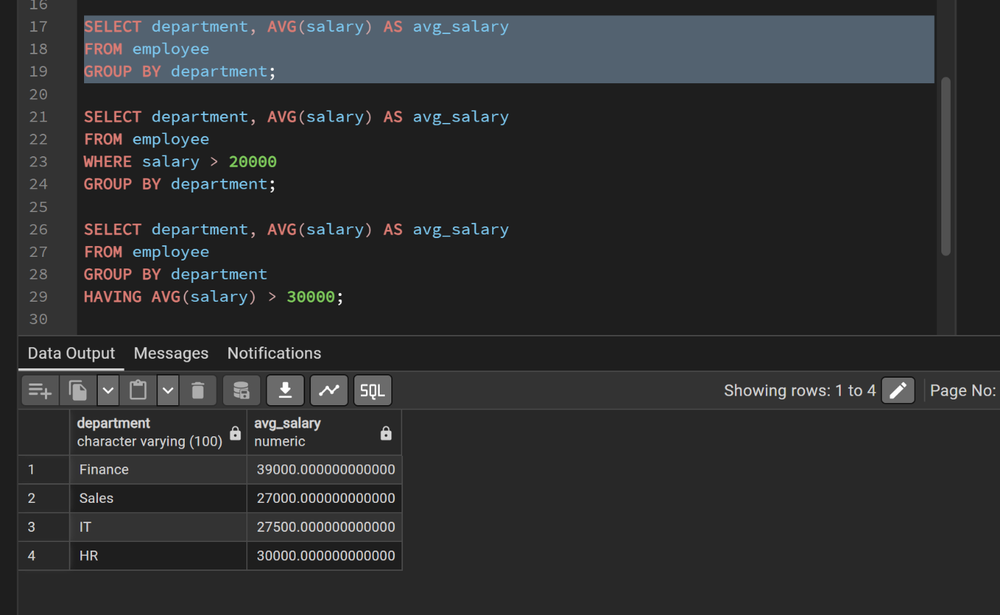 16
17 SELECT department, AVG(salary) AS avg_salary
18 FROM employee
19 GROUP BY department;
20
21 SELECT department, AVG(salary) AS avg_salary
22 FROM employee
23 WHERE salary > 20000
24 GROUP BY department;
25
26 SELECT department, AVG(salary) AS avg_salary
27 FROM employee
28 GROUP BY department
29 HAVING AVG(salary) > 30000;
30
Data Output Messages Notifications
SQL Showing rows: 1 to 4 Page No:
department avg_salary
character varying (100) numeric
1 Finance 39000.000000000000
2 Sales 27000.000000000000
3 IT 27500.000000000000
4 HR 30000.000000000000